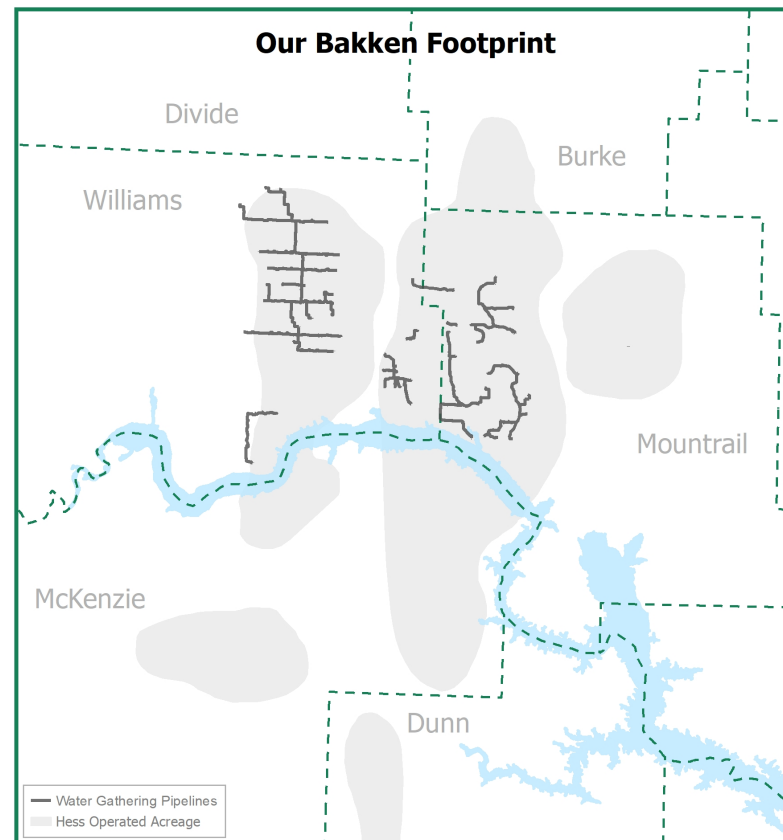 Our Bakken Footprint
Divide
Burke
Williams
Mountrail
McKenzie
Dunn
Water Gathering Pipelines
Hess Operated Acreage